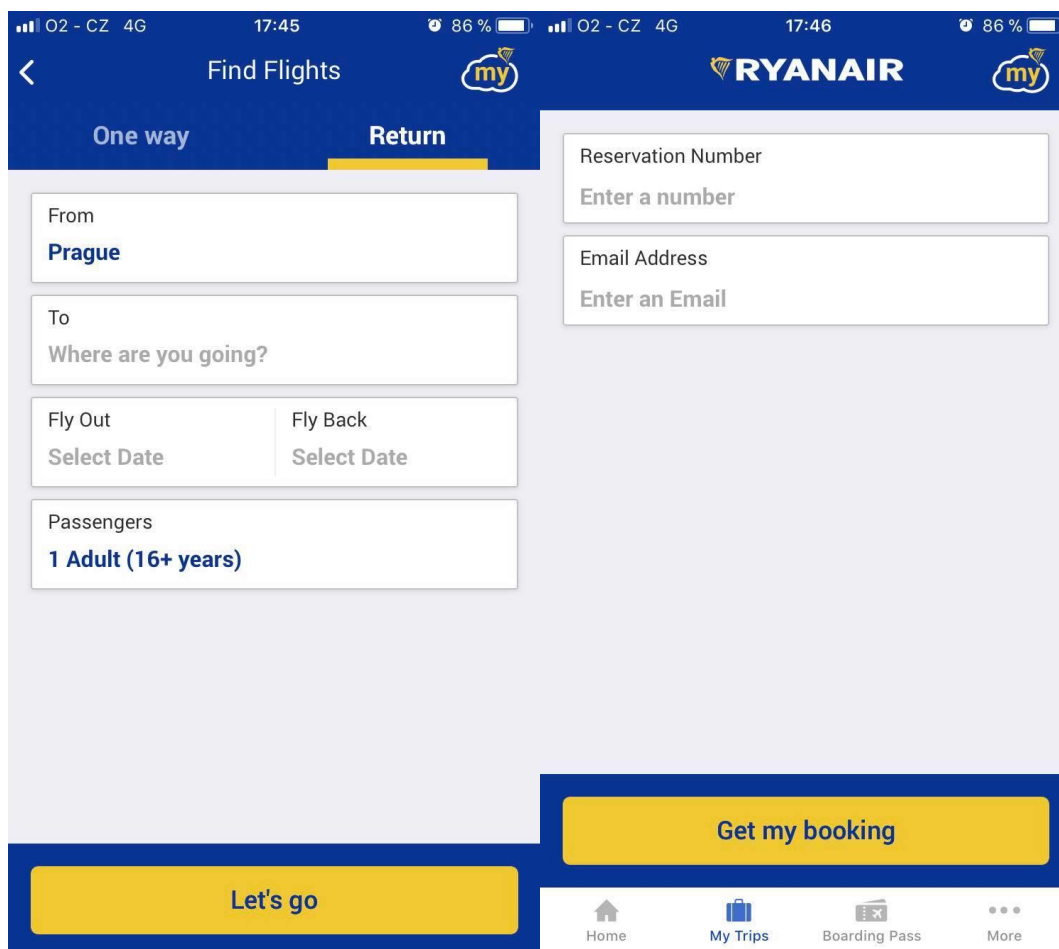 O2 - CZ 4G 17:45 86 %
Find Flights
my
One way Return
From
Prague
To
Where are you going?
Fly Out Fly Back
Select Date Select Date
Passengers
1 Adult (16+ years)
Let's go
O2 - CZ 4G 17:46 86 %
RYANAIR
my
Reservation Number
Enter a number
Email Address
Enter an Email
Get my booking
Home My Trips Boarding Pass More